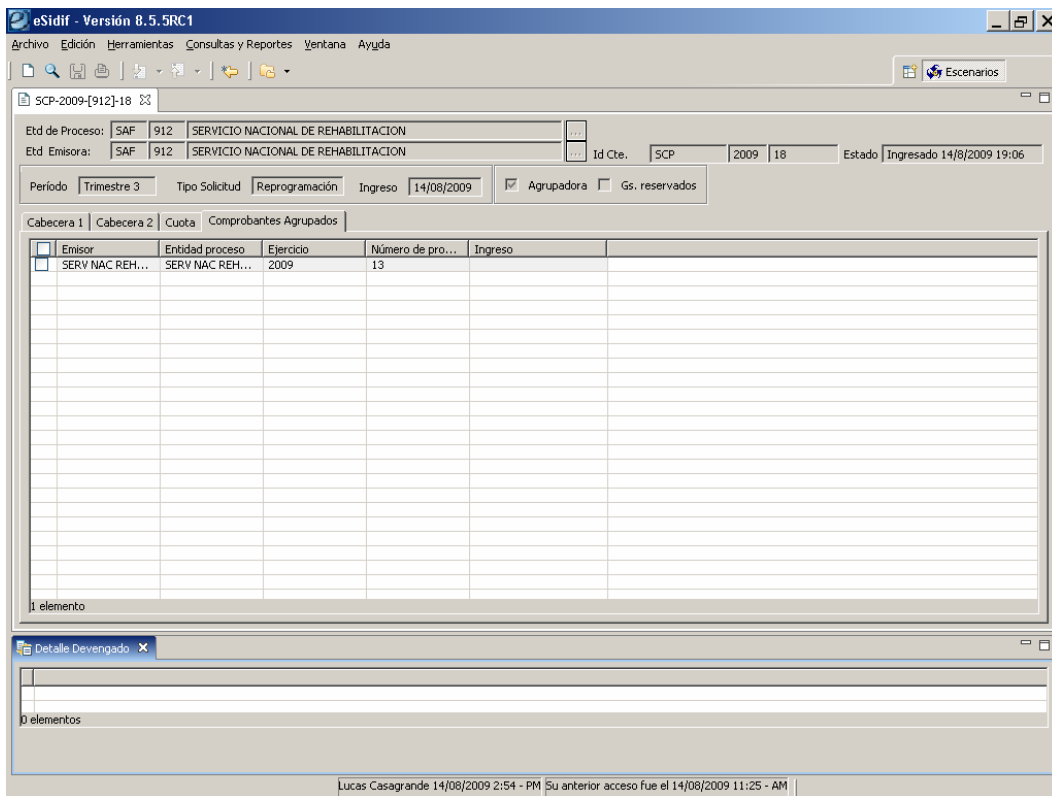 eSidif - Versión 8.5.5RC1
Archivo Edición Herramientas Consultas y Reportes Ventana Ayuda
Escenarios
SCP-2009-[912]-18
Etd de Proceso: SAF 912 SERVICIO NACIONAL DE REHABILITACION ...
Etd Emisora: SAF 912 SERVICIO NACIONAL DE REHABILITACION ... Id Cte. SCP 2009 18 Estado Ingresado 14/8/2009 19:06
Período Trimestre 3 Tipo Solicitud Reprogramación Ingreso 14/08/2009 Agrupadora Gs. reservados
Cabecera 1 Cabecera 2 Cuota Comprobantes Agrupados
Emisor Entidad proceso Ejercicio Número de pro... Ingreso
SERV NAC REH... SERV NAC REH... 2009 13
1 elemento
Detalle Devengado
0 elementos
Lucas Casagrande 14/08/2009 2:54 - PM Su anterior acceso fue el 14/08/2009 11:25 - AM